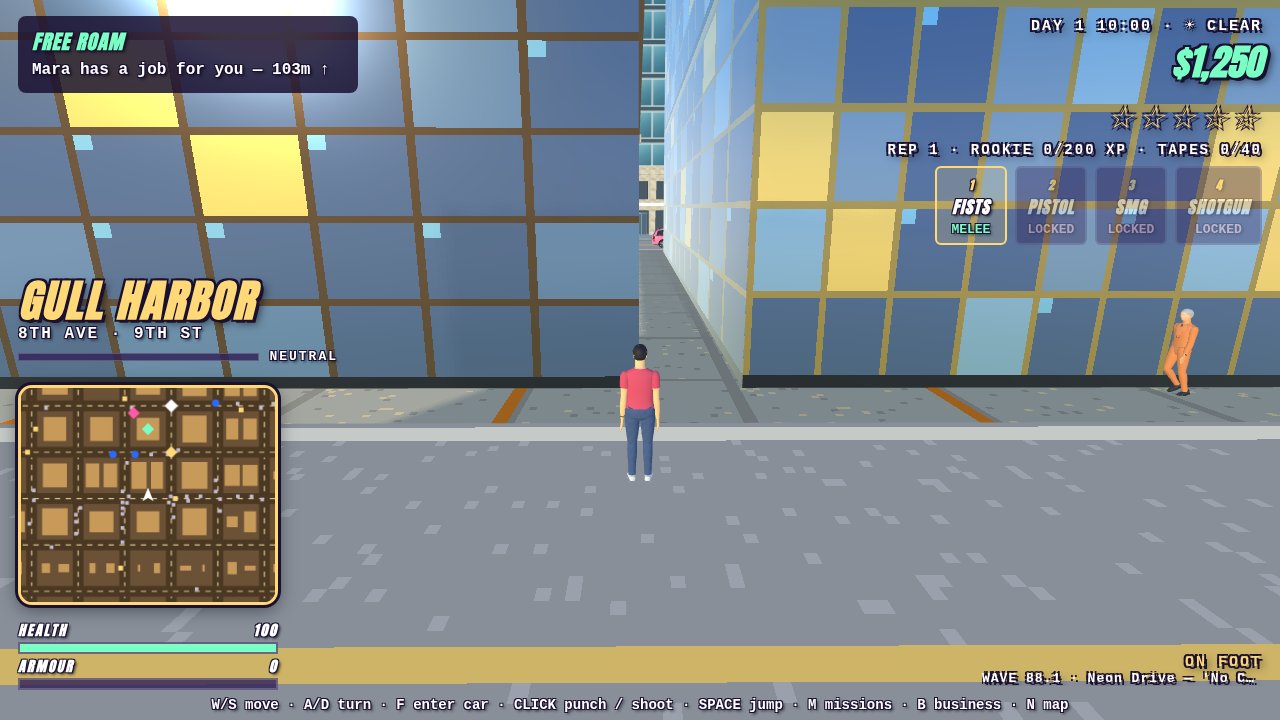 FREE ROAM
Mara has a job for you — 103m ↑
DAY 1 10:00 · ☀ CLEAR
$1,250
REP 1 · ROOKIE 0/200 XP · TAPES 0/40
1
FISTS
MELEE
2
PISTOL
LOCKED
3
SMG
LOCKED
4
SHOTGUN
LOCKED
GULL HARBOR
8TH AVE · 9TH ST
NEUTRAL
HEALTH 100
ARMOUR 0
ON FOOT
WAVE 88.1 · Neon Drive — 'No C…
W/S move · A/D turn · F enter car · CLICK punch / shoot · SPACE jump · M missions · B business · N map